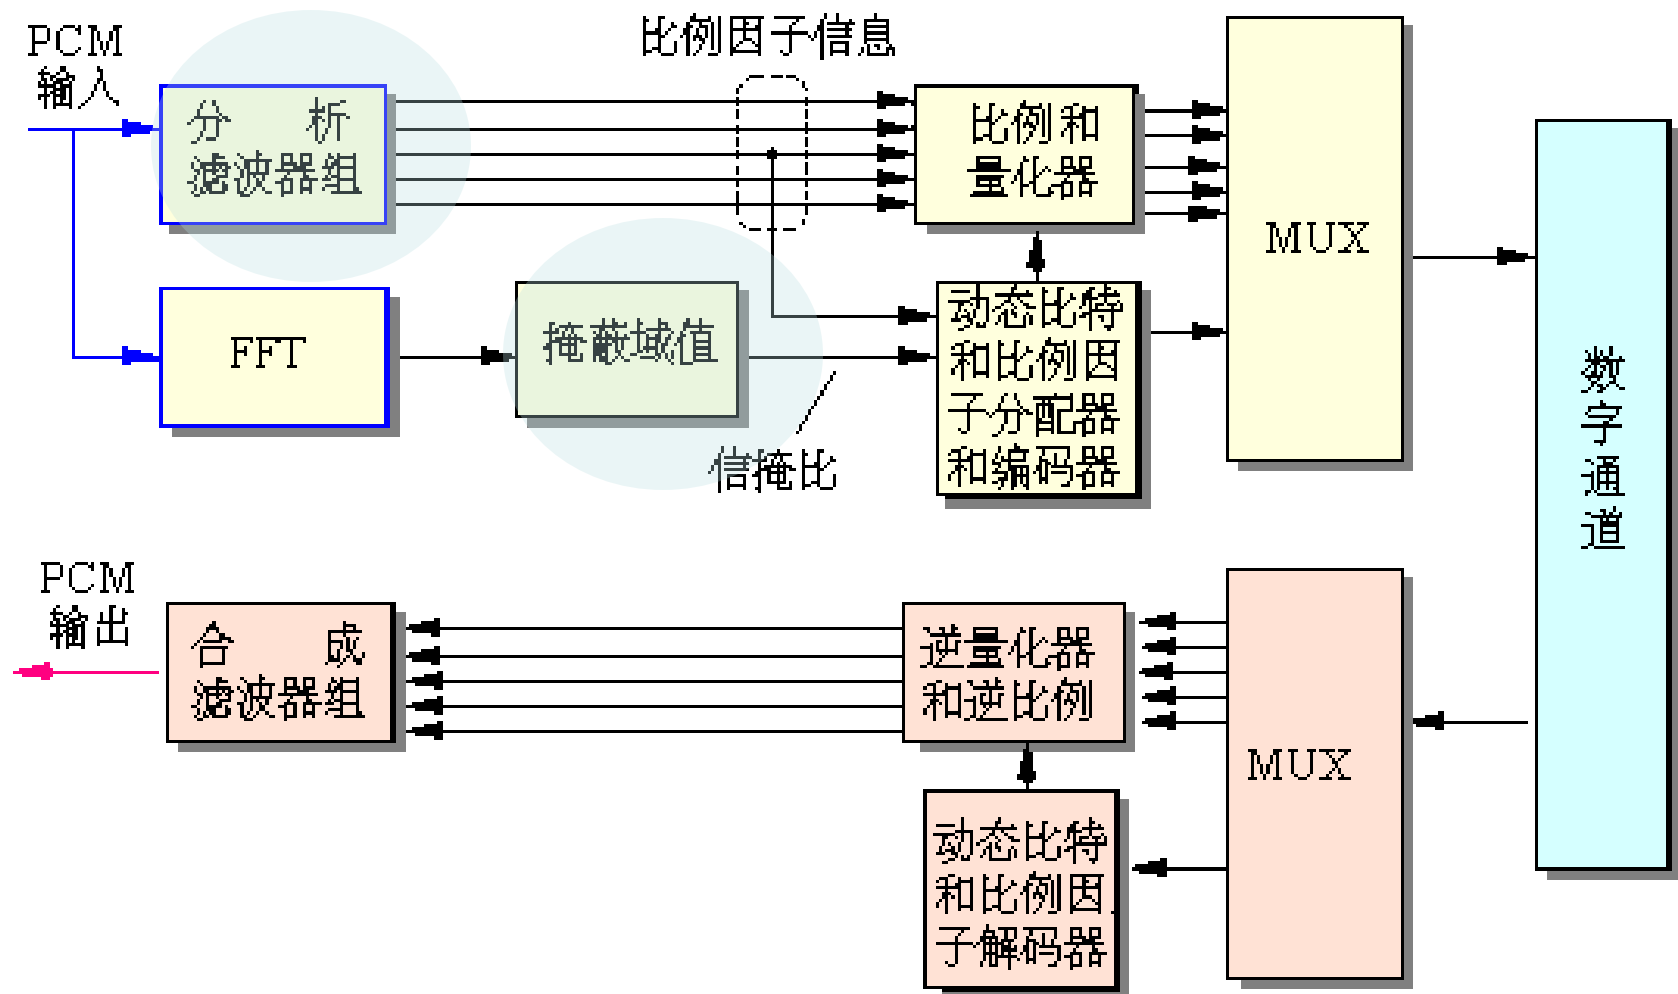 PCM
输入
比例因子信息
分 析
滤波器组
比例和
量化器
MUX
FFT
掩蔽域值
动态比特
和比例因
子分配器
和编码器
信掩比
数
字
通
道
PCM
输出
合 成
滤波器组
逆量化器
和逆比例
MUX
动态比特
和比例因
子解码器